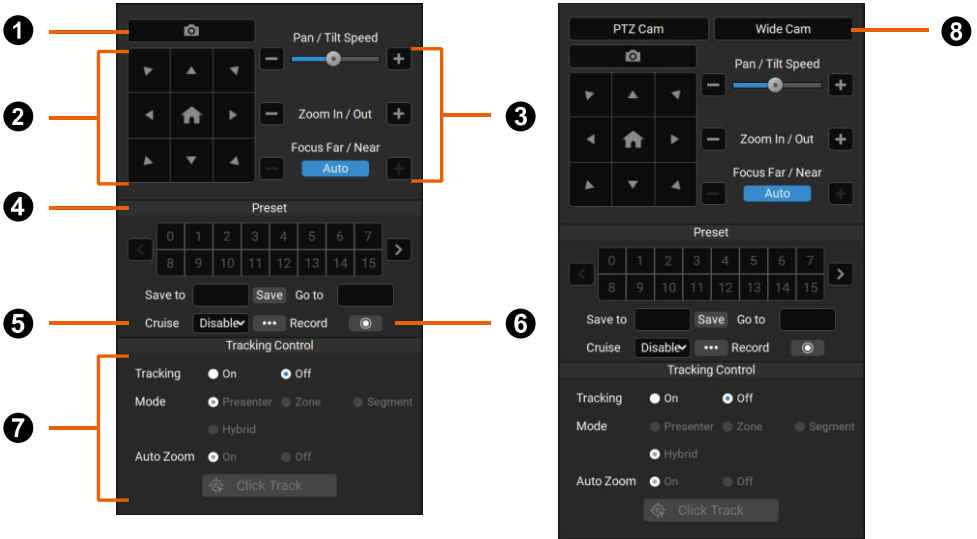 1
Pan / Tilt Speed
2
Zoom In / Out
3
Focus Far / Near
Auto
4
Preset
0 1 2 3 4 5 6 7
8 9 10 11 12 13 14 15
Save to Save Go to
5
Cruise Disable Record
6
Tracking Control
Tracking On Off
Mode Presenter Zone Segment
7
Hybrid
Auto Zoom On Off
Click Track
PTZ Cam Wide Cam
8
Pan / Tilt Speed
Zoom In / Out
Focus Far / Near
Auto
Preset
0 1 2 3 4 5 6 7
8 9 10 11 12 13 14 15
Save to Save Go to
Cruise Disable Record
Tracking Control
Tracking On Off
Mode Presenter Zone Segment
Hybrid
Auto Zoom On Off
Click Track